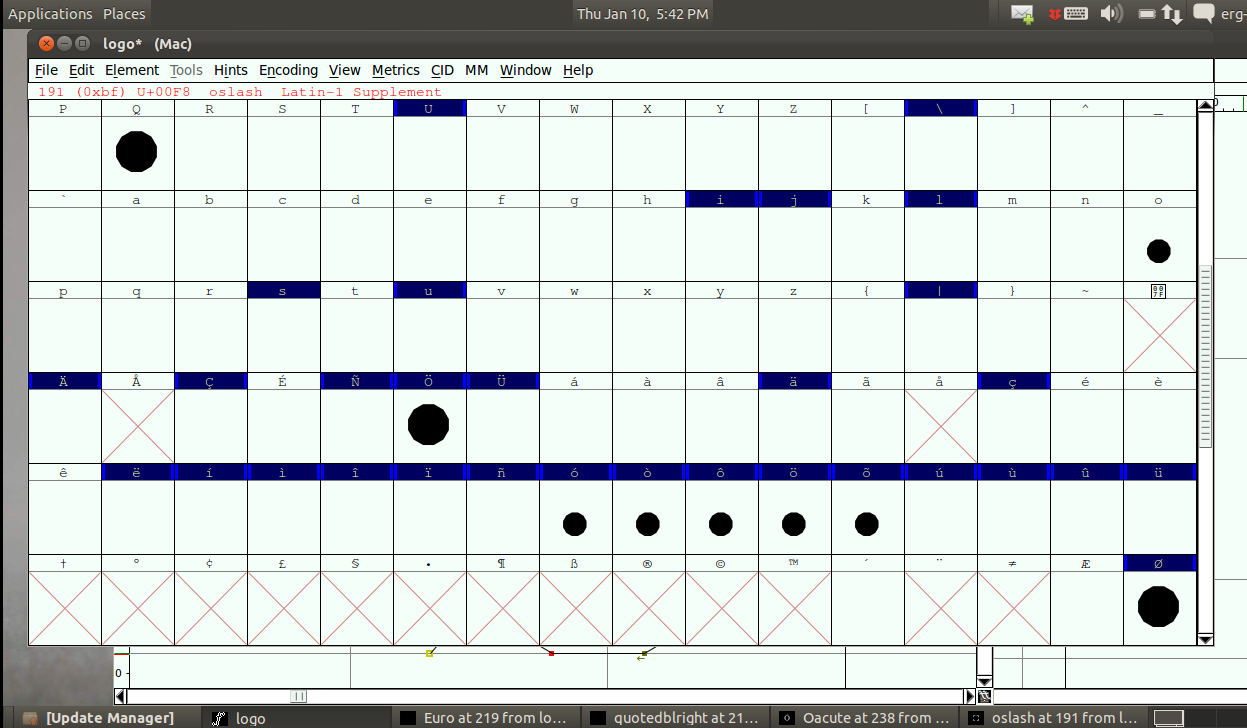 Applications Places Thu Jan 10, 5:42 PM erg-
logo* (Mac)
File Edit Element Tools Hints Encoding View Metrics CID MM Window Help
191 (0xbf) U+00F8 oslash Latin-1 Supplement
P Q R S T U V W X Y Z [ \ ] ^ _
` a b c d e f g h i j k l m n o
p q r s t u v w x y z { | } ~ 007F
Ä Å Ç É Ñ Ö Ü á à â ä ã å ç é è
ê ë í ì î ï ñ ó ò ô ö õ ú ù û ü
† ° ¢ £ § • ¶ ß ® © ™ ´ ¨ ≠ Æ Ø
0
[Update Manager] logo Euro at 219 from lo... quotedblright at 21... Oacute at 238 from ... oslash at 191 from l...